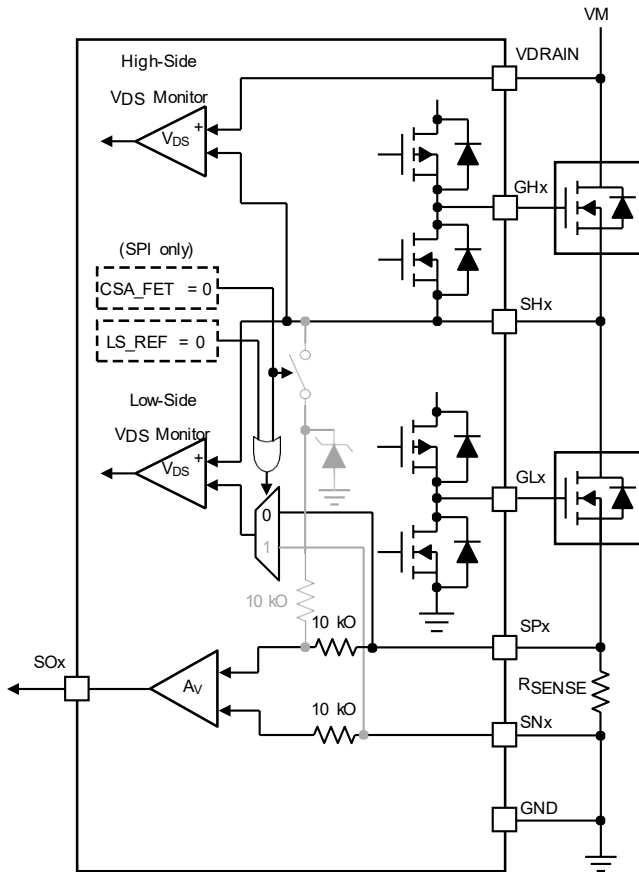 VM
VDRAIN
High-Side
VDS Monitor
+
VDS
GHx
(SPI only)
CSA_FET = 0
SHx
LS_REF = 0
Low-Side
VDS Monitor
+
VDS
GLx
0
1
10 kO
10 kO
SPx
SOx
AV
RSENSE
10 kO
SNx
GND